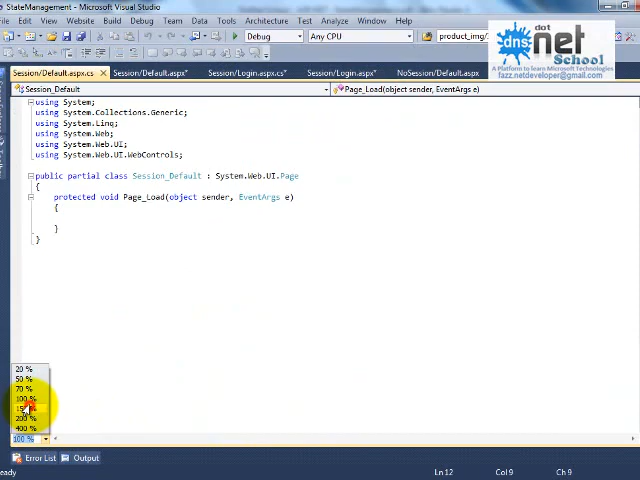 StateManagement - Microsoft Visual Studio
Edit View Website Build Debug Team Data Tools Architecture Test Analyze Window Help
Debug Any CPU product_img/
dot
dns net
School
A Platform to learn Microsoft Technologies
fazz.netdeveloper@gmail.com
Session/Default.aspx.cs Session/Default.aspx* Session/Login.aspx.cs* Session/Login.aspx* NoSession/Default.aspx
Session_Default Page_Load(object sender, EventArgs e)
using System;
using System.Collections.Generic;
using System.Linq;
using System.Web;
using System.Web.UI;
using System.Web.UI.WebControls;
public partial class Session_Default : System.Web.UI.Page
{
protected void Page_Load(object sender, EventArgs e)
{
}
}
20 %
50 %
70 %
100 %
200 %
400 %
100 %
Error List Output
eady Ln 12 Col 9 Ch 9